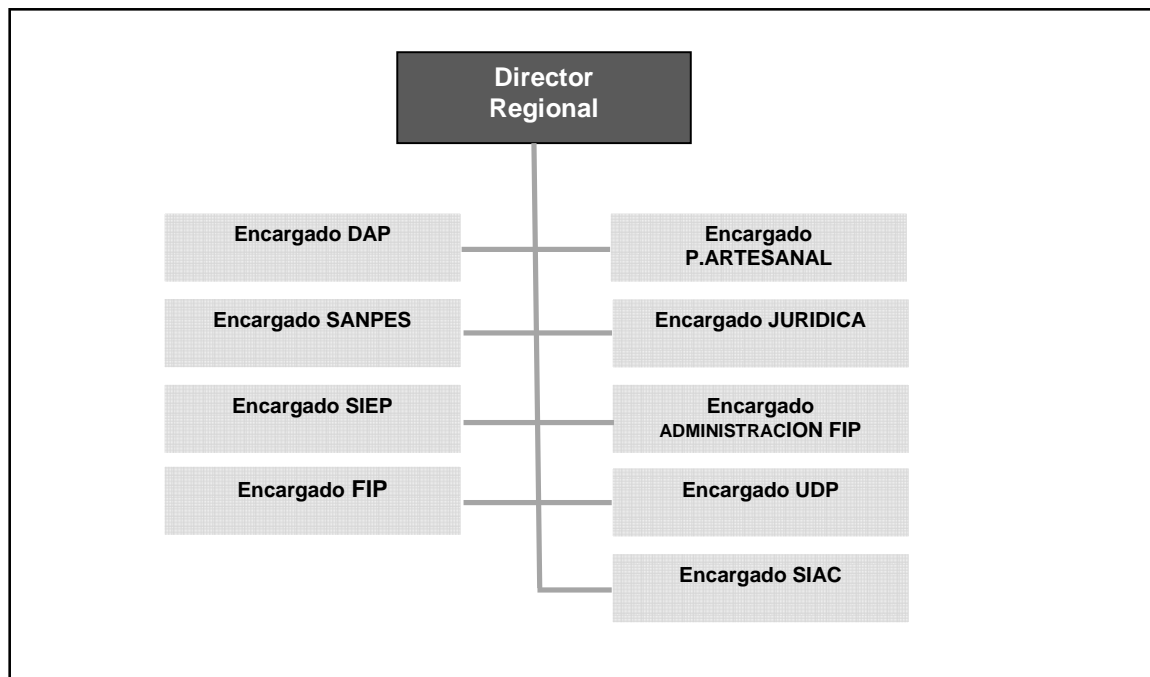 Director
Regional
Encargado DAP
Encargado
P.ARTESANAL
Encargado SANPES
Encargado JURIDICA
Encargado SIEP
Encargado
ADMINISTRACION FIP
Encargado FIP
Encargado UDP
Encargado SIAC